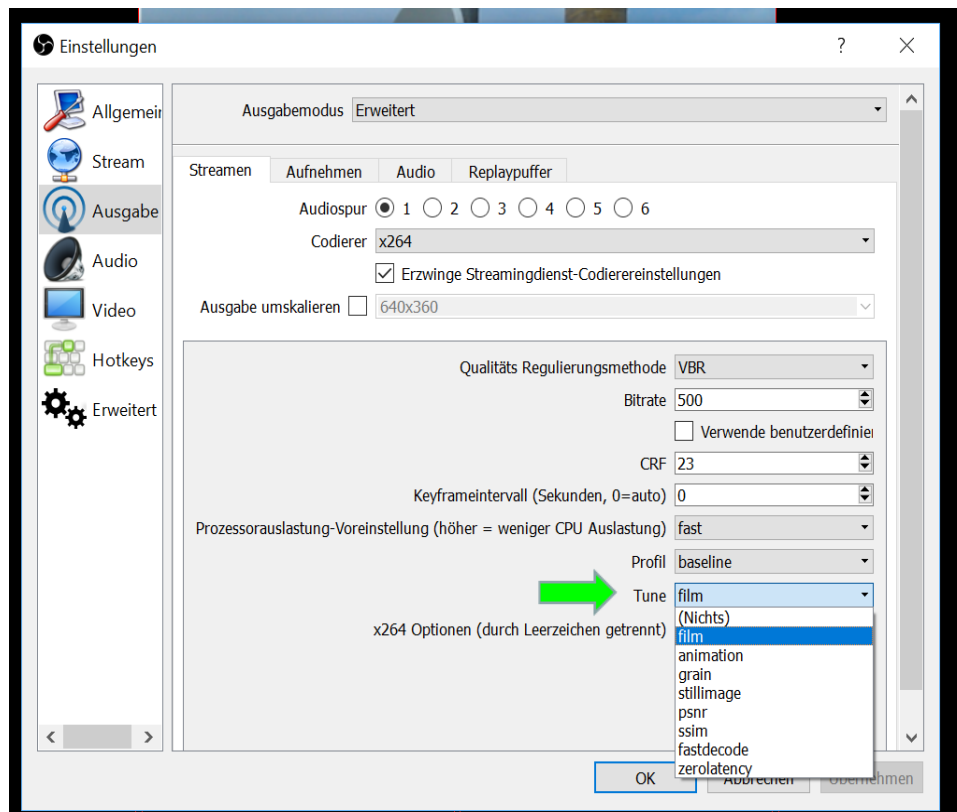 Einstellungen ?
Allgemein
Ausgabemodus Erweitert
Stream
Streamen Aufnehmen Audio Replaypuffer
Ausgabe
Audiospur 1 2 3 4 5 6
Codierer x264
Audio
Erzwinge Streamingdienst-Codierereinstellungen
Video
Ausgabe umskalieren 640x360
Hotkeys
Qualitäts Regulierungsmethode VBR
Bitrate 500
Erweitert
Verwende benutzerdefinier
CRF 23
Keyframeintervall (Sekunden, 0=auto) 0
Prozessorauslastung-Voreinstellung (höher = weniger CPU Auslastung) fast
Profil baseline
Tune film
(Nichts)
x264 Optionen (durch Leerzeichen getrennt)
film
animation
grain
stillimage
psnr
ssim
fastdecode
zerolatency
OK Abbrechen Übernehmen